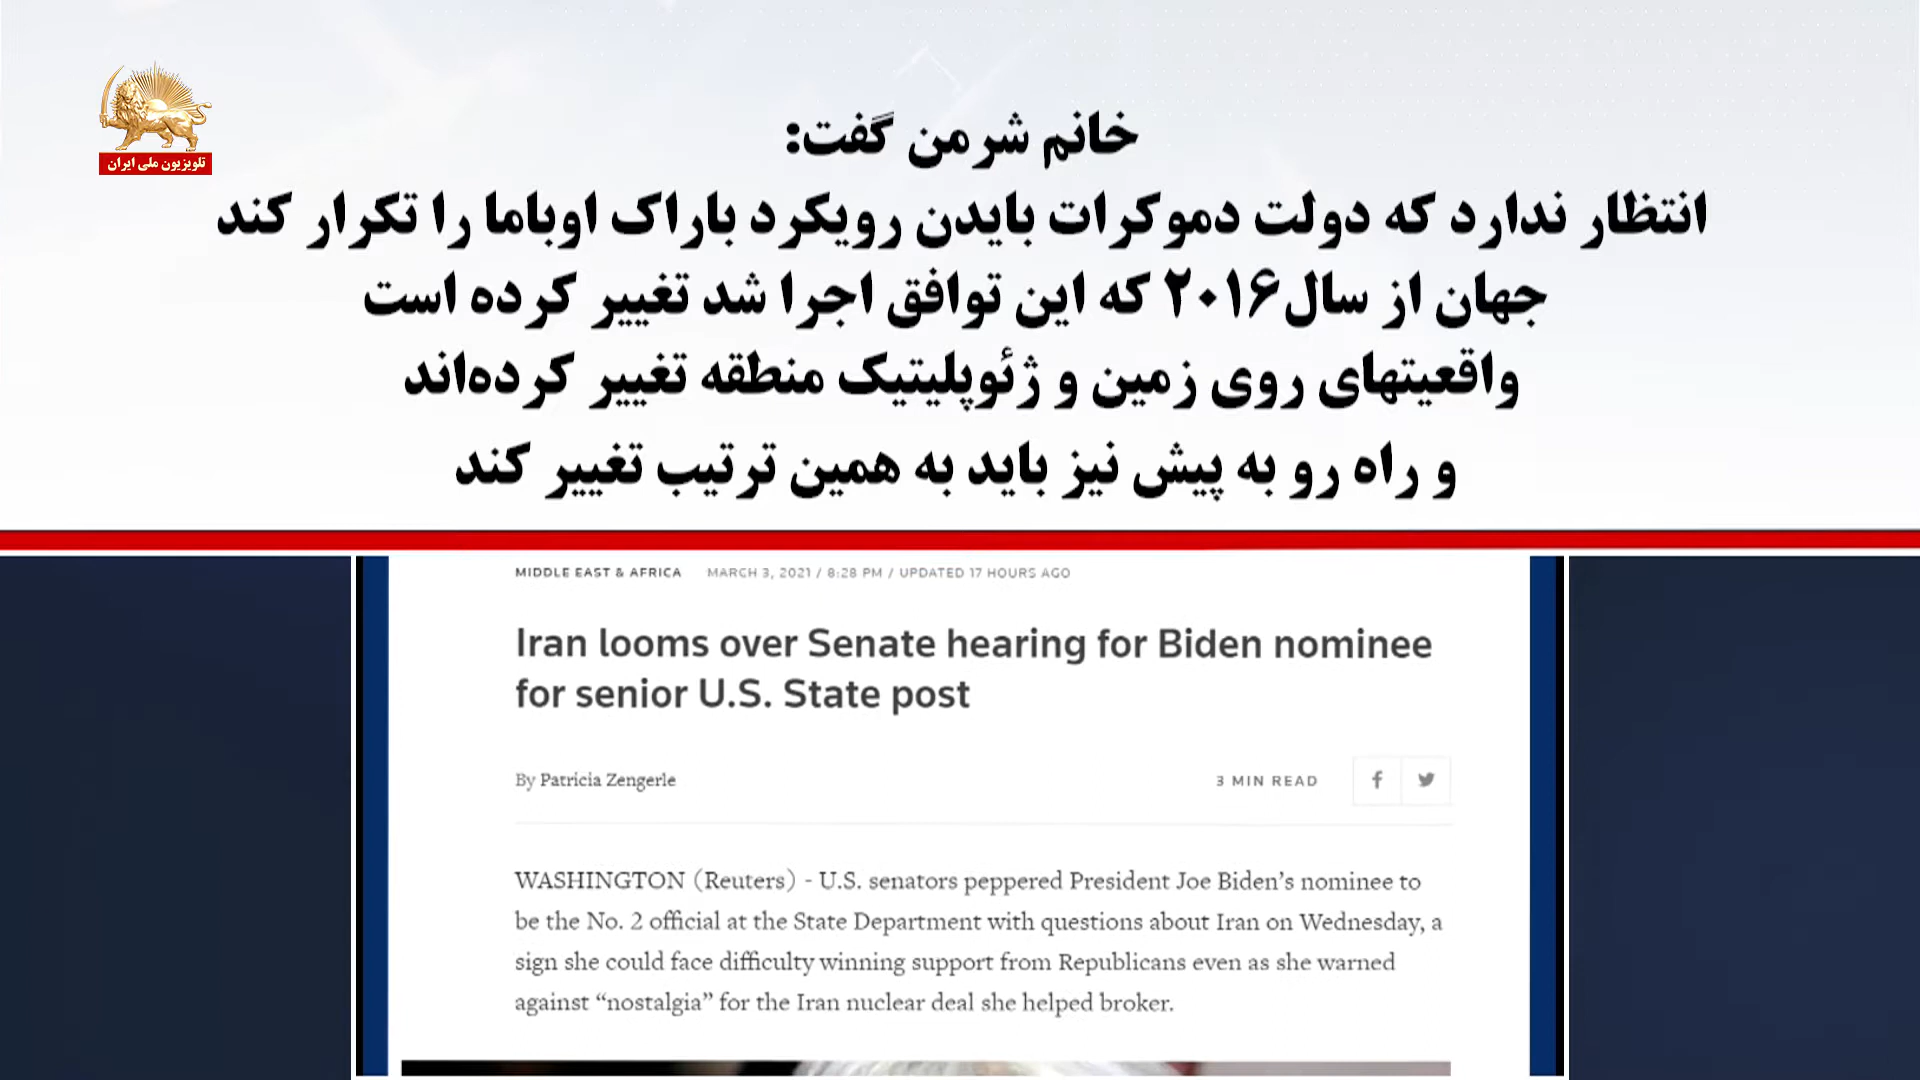 تلویزیون ملی ایران
خانم شرمن گفت:
انتظار ندارد که دولت دموکرات بایدن رویکرد باراک اوباما را تکرار کند
جهان از سال۲۰۱۶ که این توافق اجرا شد تغییر کرده است
واقعیتهای روی زمین و ژئوپلیتیک منطقه تغییر کرده‌اند
و راه رو به پیش نیز باید به همین ترتیب تغییر کند
MIDDLE EAST & AFRICA MARCH 3, 2021 / 8:28 PM / UPDATED 17 HOURS AGO
Iran looms over Senate hearing for Biden nominee
for senior U.S. State post
By Patricia Zengerle 3 MIN READ
WASHINGTON (Reuters) - U.S. senators peppered President Joe Biden’s nominee to
be the No. 2 official at the State Department with questions about Iran on Wednesday, a
sign she could face difficulty winning support from Republicans even as she warned
against “nostalgia” for the Iran nuclear deal she helped broker.